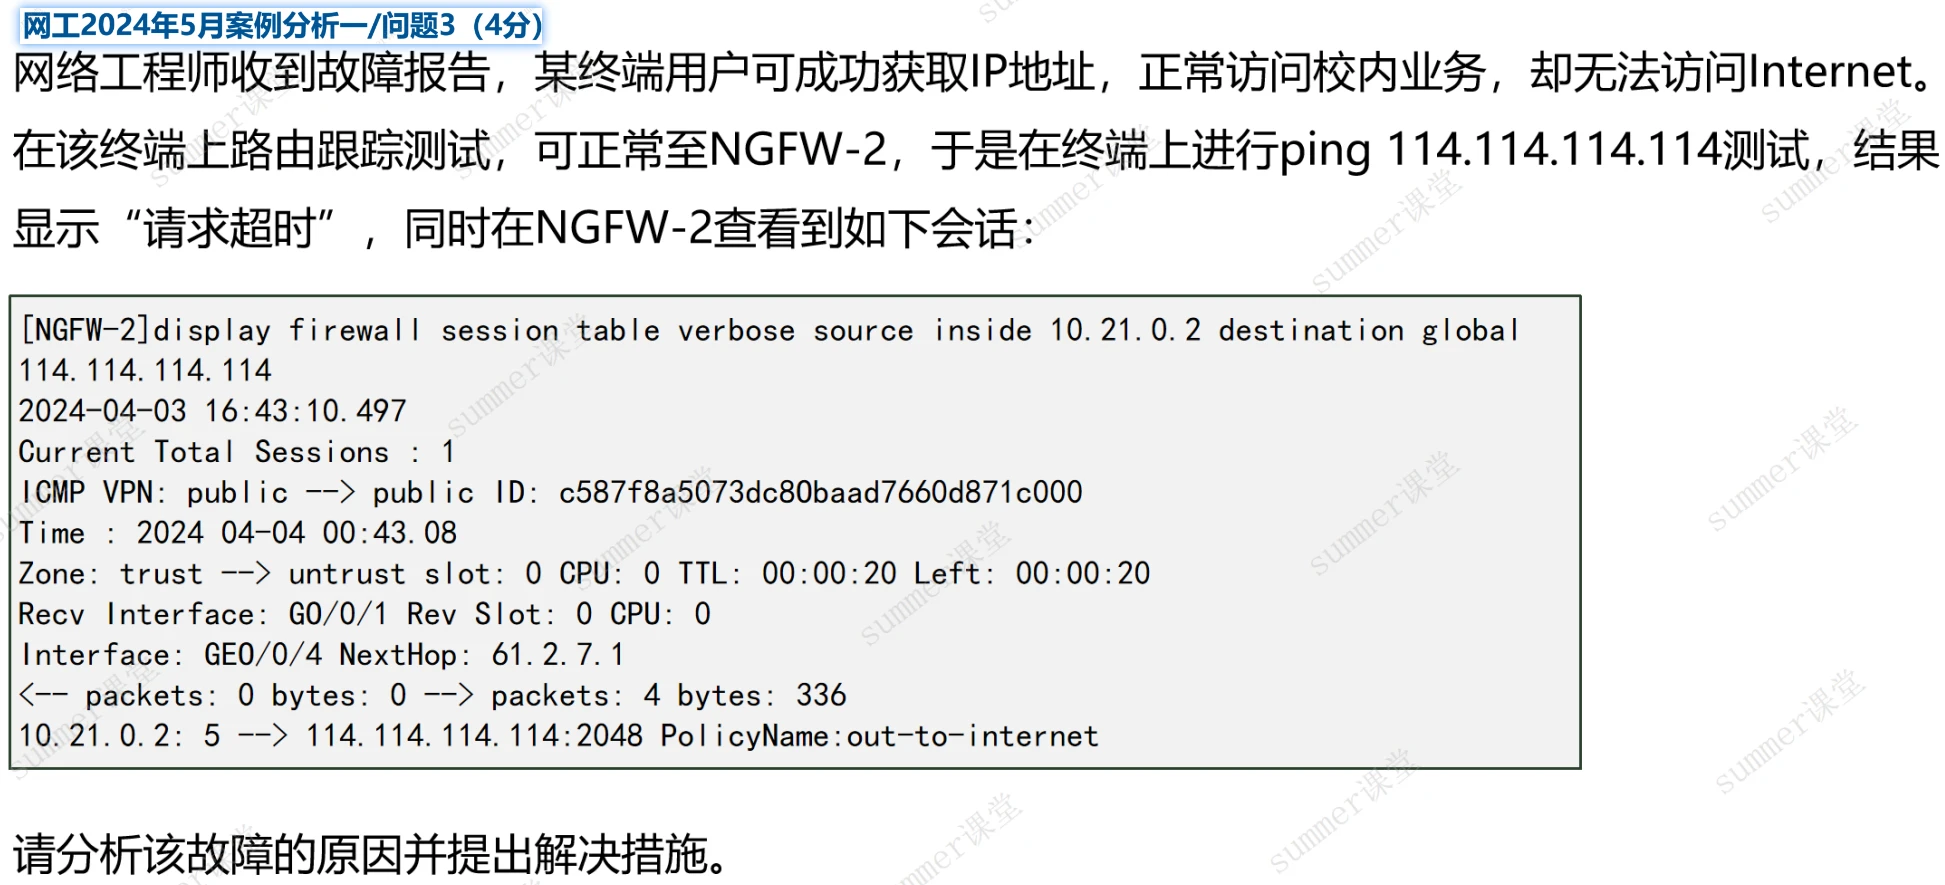 网工2024年5月案例分析一/问题3（4分）
网络工程师收到故障报告，某终端用户可成功获取IP地址，正常访问校内业务，却无法访问Internet。
在该终端上路由跟踪测试，可正常至NGFW-2，于是在终端上进行ping 114.114.114.114测试，结果
显示“请求超时”，同时在NGFW-2查看到如下会话：
[NGFW-2]display firewall session table verbose source inside 10.21.0.2 destination global
114.114.114.114
2024-04-03 16:43:10.497
Current Total Sessions : 1
ICMP VPN: public --> public ID: c587f8a5073dc80baad7660d871c000
Time : 2024 04-04 00:43.08
Zone: trust --> untrust slot: 0 CPU: 0 TTL: 00:00:20 Left: 00:00:20
Recv Interface: G0/0/1 Rev Slot: 0 CPU: 0
Interface: GE0/0/4 NextHop: 61.2.7.1
<-- packets: 0 bytes: 0 --> packets: 4 bytes: 336
10.21.0.2: 5 --> 114.114.114.114:2048 PolicyName:out-to-internet
请分析该故障的原因并提出解决措施。
summer课堂